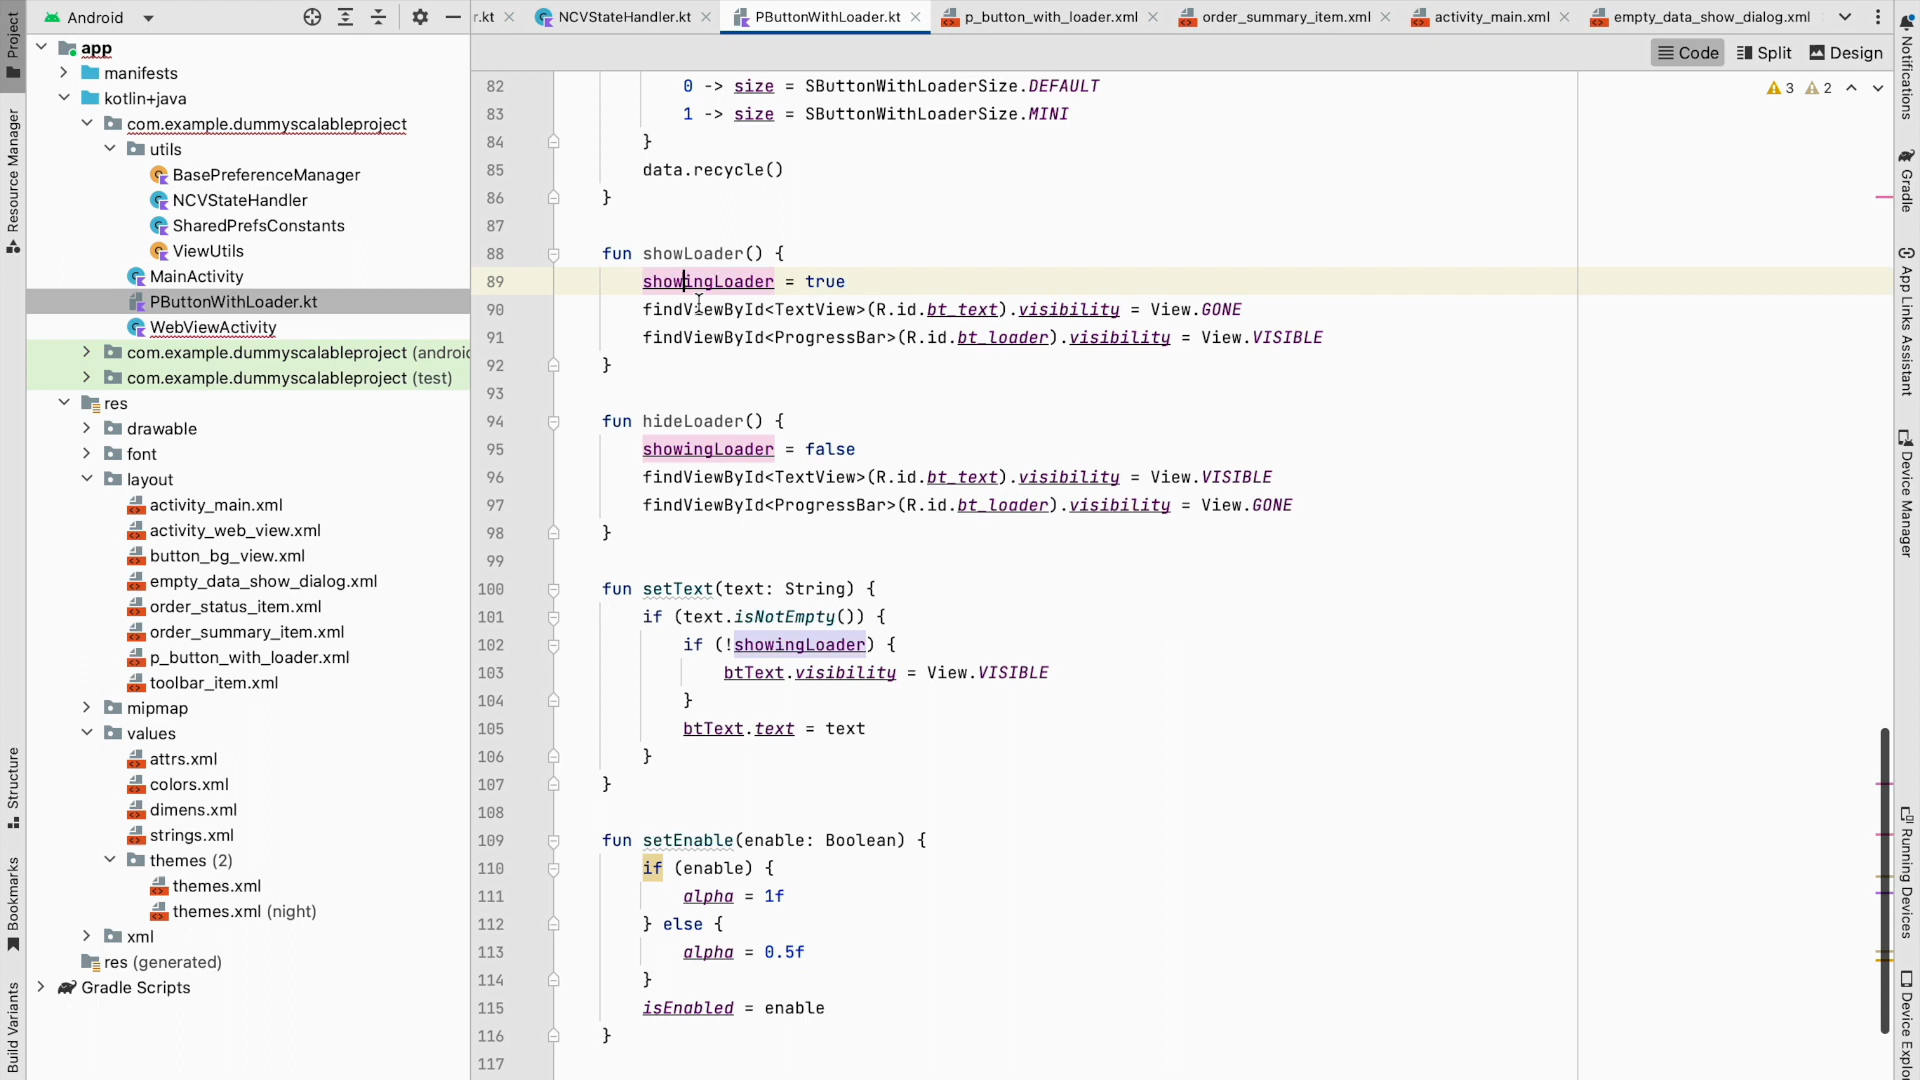 Android
.kt
NCVStateHandler.kt
PButtonWithLoader.kt
p_button_with_loader.xml
order_summary_item.xml
activity_main.xml
empty_data_show_dialog.xml
Code
Split
Design
3
2
Project
Resource Manager
Structure
Bookmarks
Build Variants
app
manifests
kotlin+java
com.example.dummyscalableproject
utils
BasePreferenceManager
NCVStateHandler
SharedPrefsConstants
ViewUtils
MainActivity
PButtonWithLoader.kt
WebViewActivity
com.example.dummyscalableproject (androic
com.example.dummyscalableproject (test)
res
drawable
font
layout
activity_main.xml
activity_web_view.xml
button_bg_view.xml
empty_data_show_dialog.xml
order_status_item.xml
order_summary_item.xml
p_button_with_loader.xml
toolbar_item.xml
mipmap
values
attrs.xml
colors.xml
dimens.xml
strings.xml
themes (2)
themes.xml
themes.xml (night)
xml
res (generated)
Gradle Scripts
82 0 -> size = SButtonWithLoaderSize.DEFAULT
83 1 -> size = SButtonWithLoaderSize.MINI
84 }
85 data.recycle()
86 }
87
88 fun showLoader() {
89 showingLoader = true
90 findViewById<TextView>(R.id.bt_text).visibility = View.GONE
91 findViewById<ProgressBar>(R.id.bt_loader).visibility = View.VISIBLE
92 }
93
94 fun hideLoader() {
95 showingLoader = false
96 findViewById<TextView>(R.id.bt_text).visibility = View.VISIBLE
97 findViewById<ProgressBar>(R.id.bt_loader).visibility = View.GONE
98 }
99
100 fun setText(text: String) {
101 if (text.isNotEmpty()) {
102 if (!showingLoader) {
103 btText.visibility = View.VISIBLE
104 }
105 btText.text = text
106 }
107 }
108
109 fun setEnable(enable: Boolean) {
110 if (enable) {
111 alpha = 1f
112 } else {
113 alpha = 0.5f
114 }
115 isEnabled = enable
116 }
117
Notifications
Gradle
App Links Assistant
Device Manager
Running Devices
Device Explo